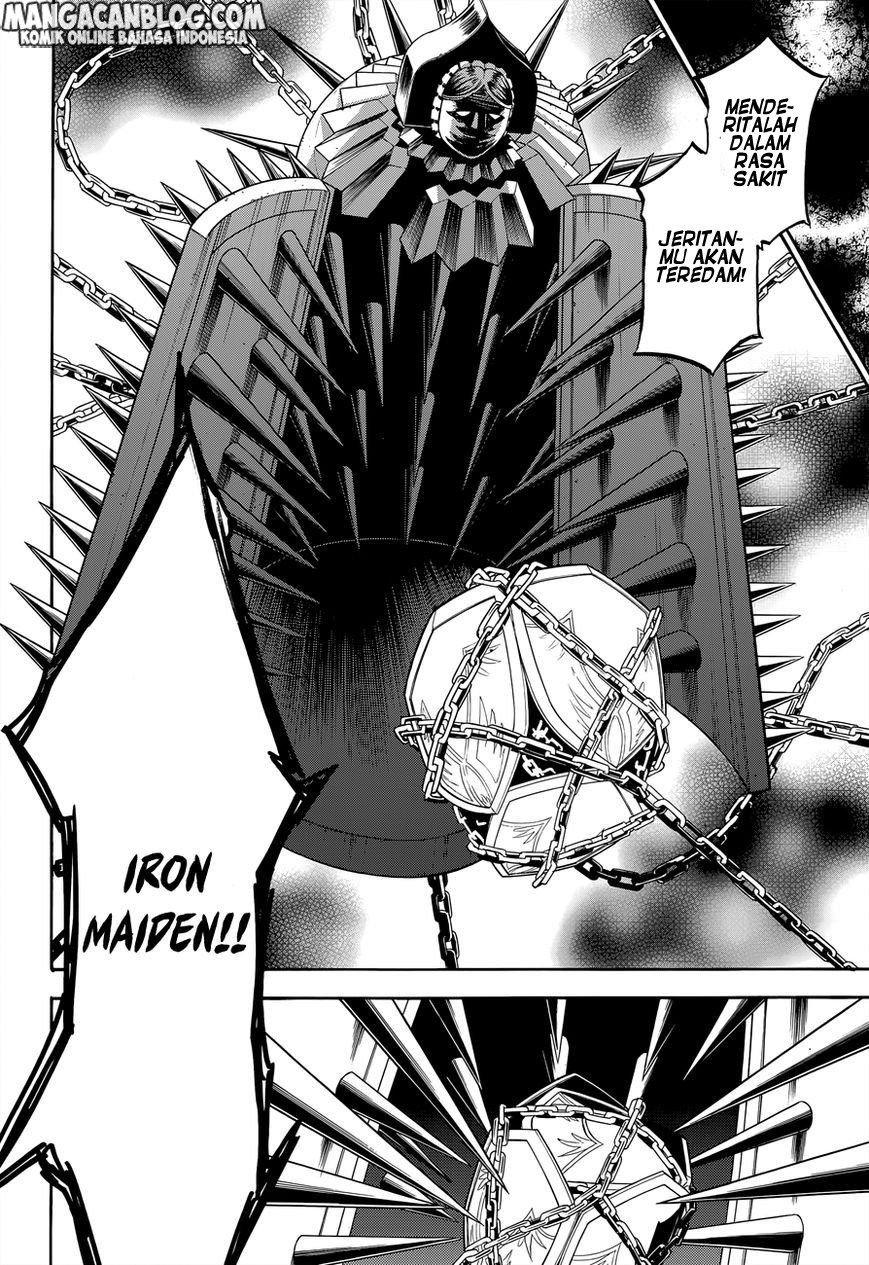 MANGACANBLOG.COM
KOMIK ONLINE BAHASA INDONESIA
MENDE-
RITALAH
DALAM
RASA
SAKIT
JERITAN-
MU AKAN
TEREDAM!
IRON
MAIDEN!!